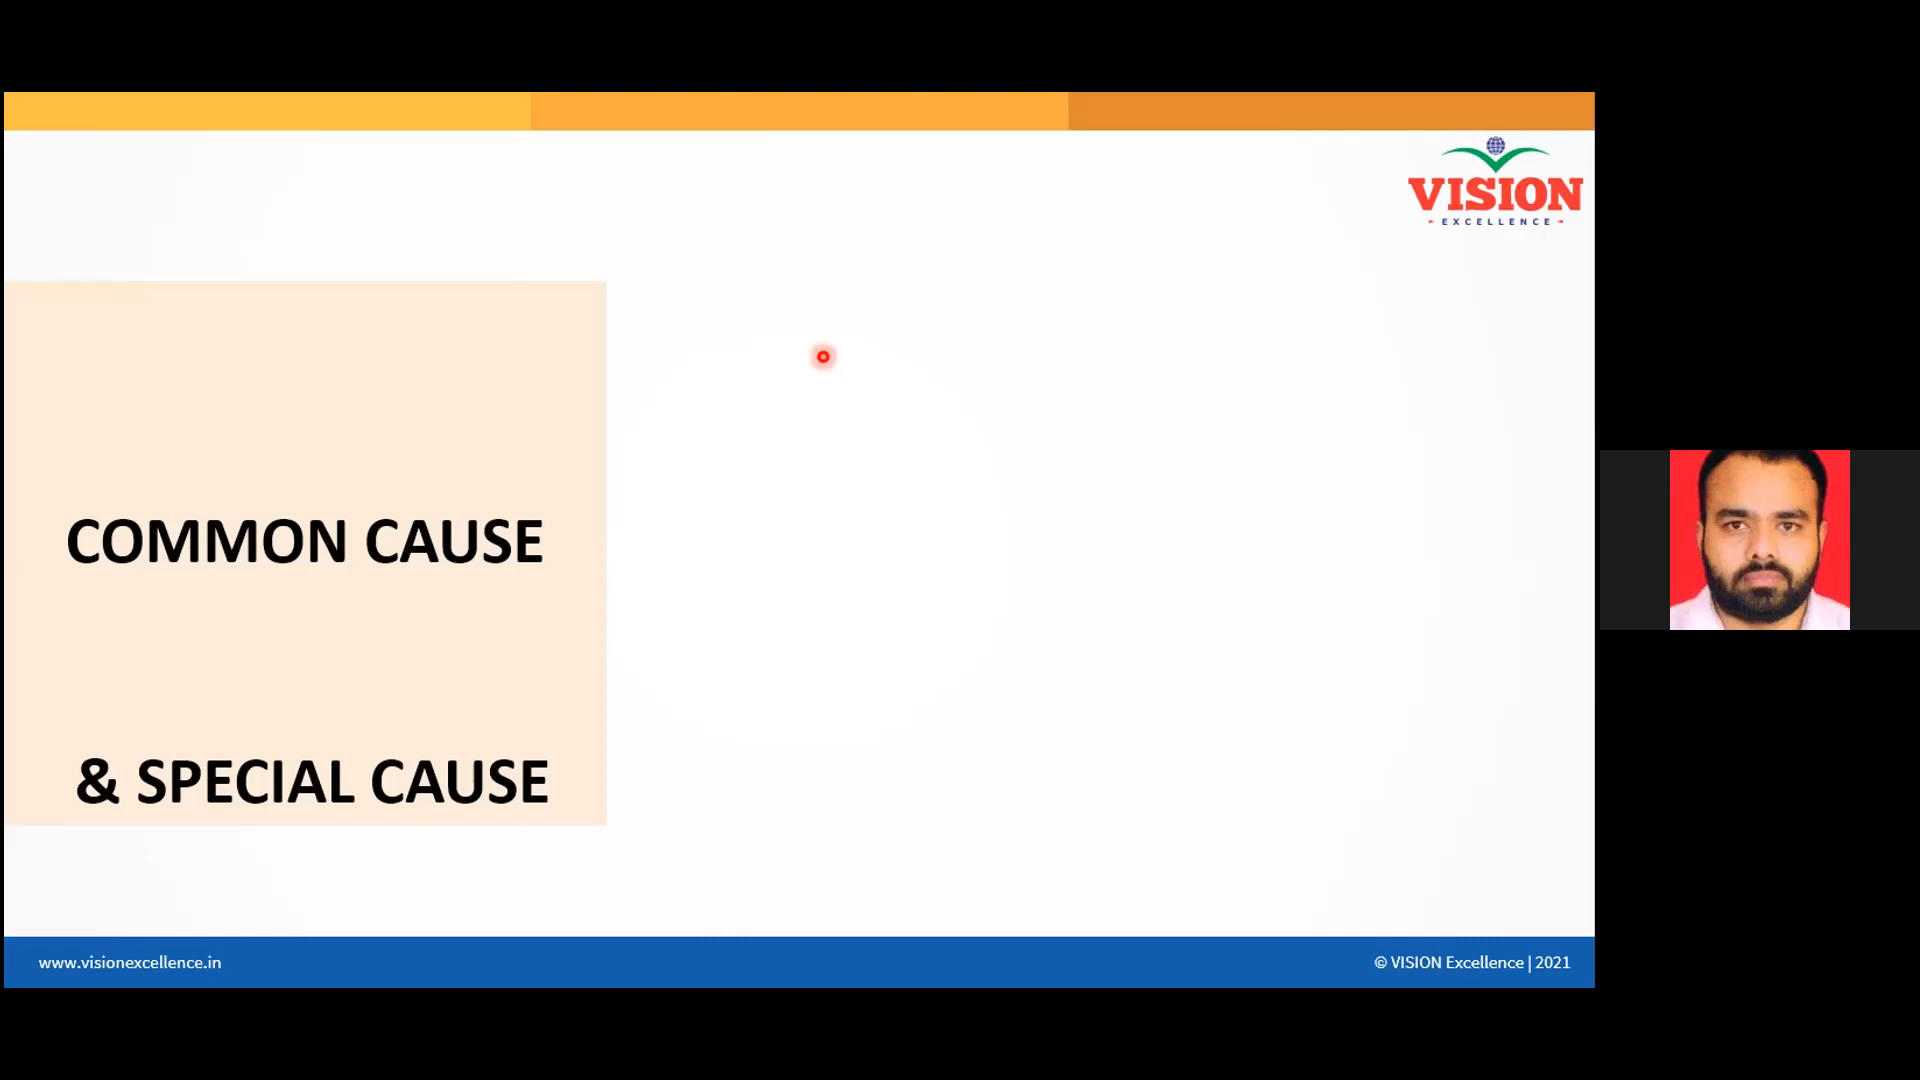 VISION
EXCELLENCE
COMMON CAUSE
& SPECIAL CAUSE
www.visionexcellence.in
© VISION Excellence | 2021